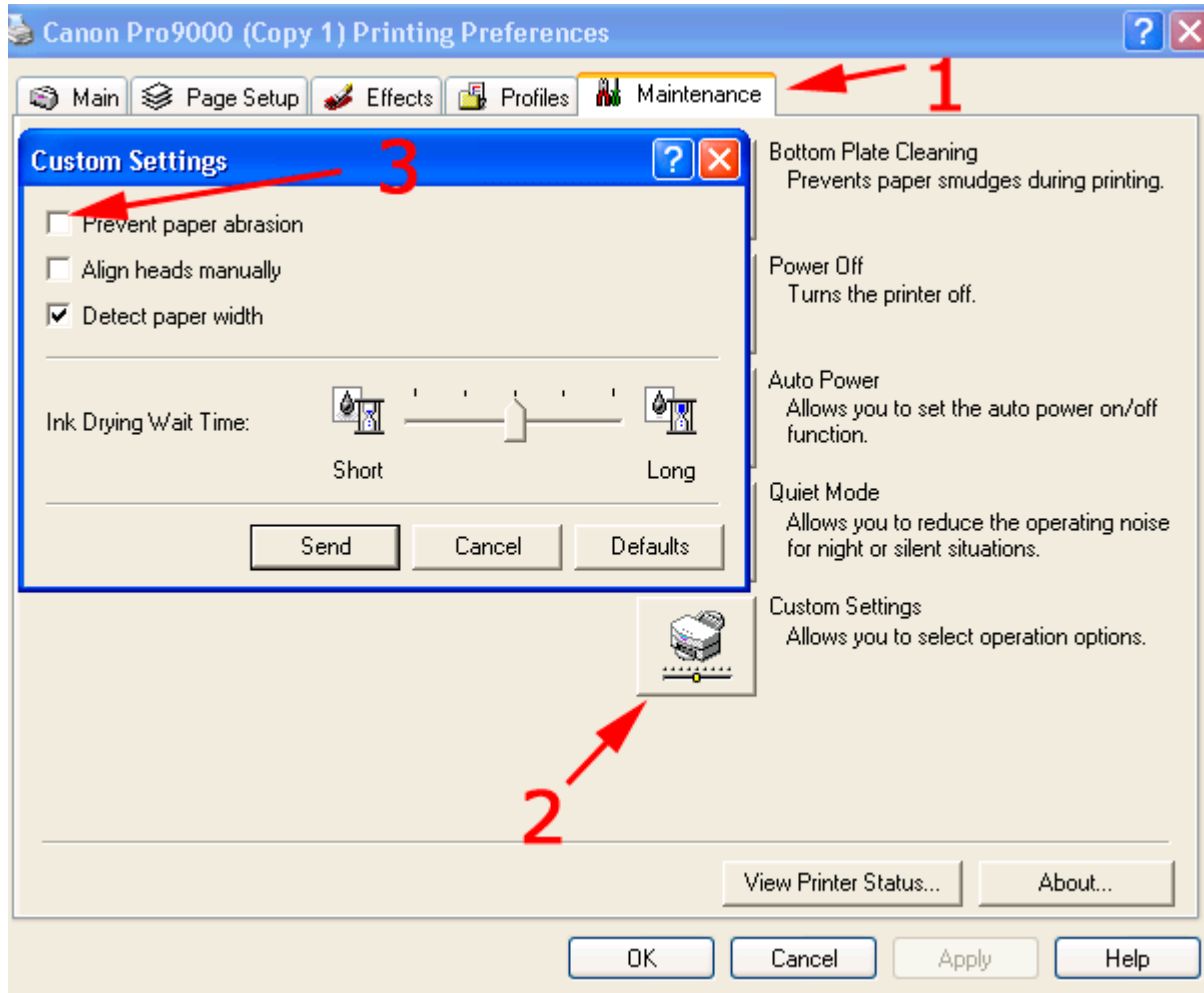 Canon Pro9000 (Copy 1) Printing Preferences
1
Main Page Setup Effects Profiles Maintenance
Custom Settings
3
Prevent paper abrasion
Align heads manually
Detect paper width
Ink Drying Wait Time:
Short Long
Send Cancel Defaults
Bottom Plate Cleaning
Prevents paper smudges during printing.
Power Off
Turns the printer off.
Auto Power
Allows you to set the auto power on/off
function.
Quiet Mode
Allows you to reduce the operating noise
for night or silent situations.
Custom Settings
Allows you to select operation options.
2
View Printer Status... About...
OK Cancel Apply Help